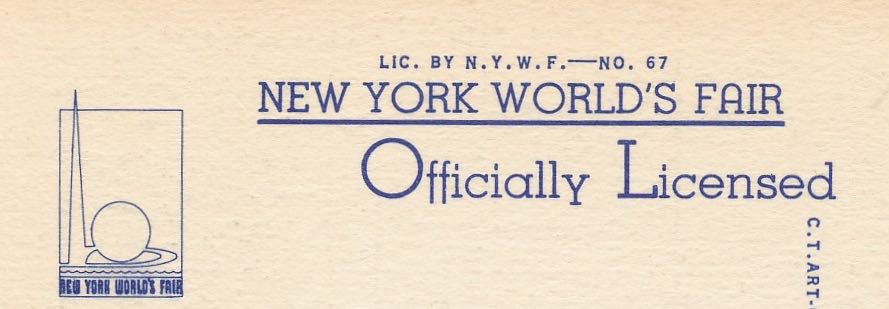 LIC. BY N.Y.W.F.—NO. 67
NEW YORK WORLD'S FAIR
Officially Licensed
C.T.ART-
NEW YORK WORLD'S FAIR